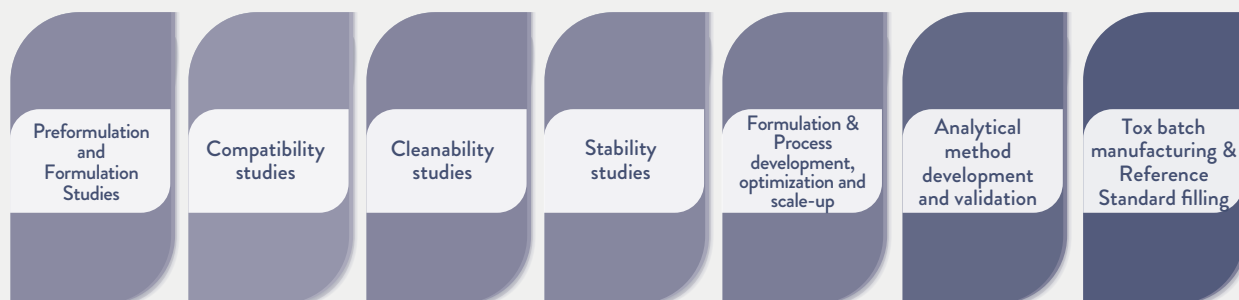 Preformulation
and
Formulation
Studies
Compatibility
studies
Cleanability
studies
Stability
studies
Formulation &
Process
development,
optimization and
scale-up
Analytical
method
development
and validation
Tox batch
manufacturing &
Reference
Standard filling